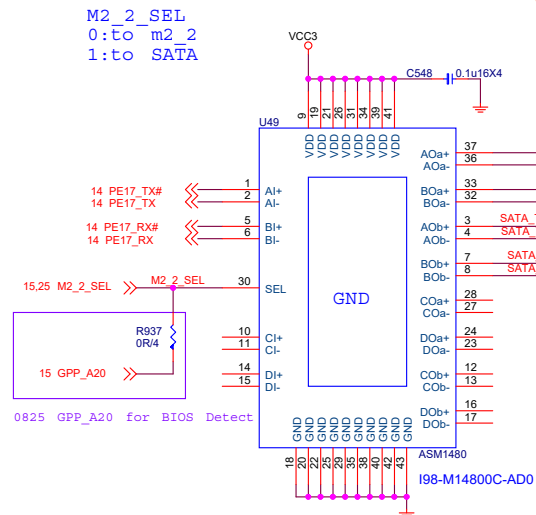 M2_2_SEL
0:to m2_2
1:to SATA
VCC3
C548 0.1u16X4
U49
9 19 21 26 31 34 39 41
VDD VDD VDD VDD VDD VDD VDD VDD
AOa+ 37
AOa- 36
14 PE17_TX# 1 AI+
14 PE17_TX 2 AI-
BOa+ 33
BOa- 32
14 PE17_RX# 5 BI+
14 PE17_RX 6 BI-
AOb+ 3 SATA_
AOb- 4 SATA_
BOb+ 7 SATA
BOb- 8 SATA
15,25 M2_2_SEL M2_2_SEL 30 SEL
GND
COa+ 28
COa- 27
R937
0R/4
10 CI+
11 CI-
DOa+ 24
DOa- 23
15 GPP_A20
14 DI+
15 DI-
COb+ 12
COb- 13
DOb+ 16
DOb- 17
0825 GPP_A20 for BIOS Detect
GND GND GND GND GND GND GND GND GND GND
18 20 22 25 29 35 38 40 42 43
ASM1480
I98-M14800C-AD0